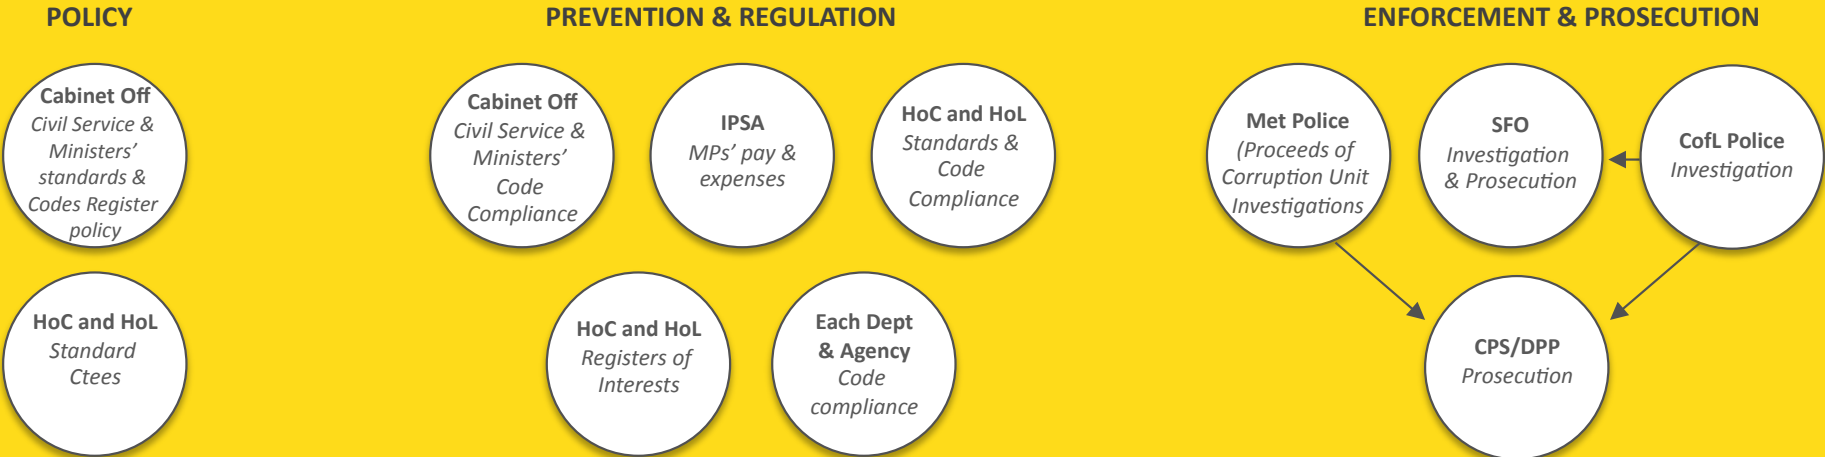 POLICY
PREVENTION & REGULATION
ENFORCEMENT & PROSECUTION
Cabinet Off
Civil Service &
Ministers’
standards &
Codes Register
policy
HoC and HoL
Standard
Ctees
Cabinet Off
Civil Service &
Ministers’
Code
Compliance
IPSA
MPs’ pay &
expenses
HoC and HoL
Standards &
Code
Compliance
HoC and HoL
Registers of
Interests
Each Dept
& Agency
Code
compliance
Met Police
(Proceeds of
Corruption Unit
Investigations
SFO
Investigation
& Prosecution
CofL Police
Investigation
CPS/DPP
Prosecution